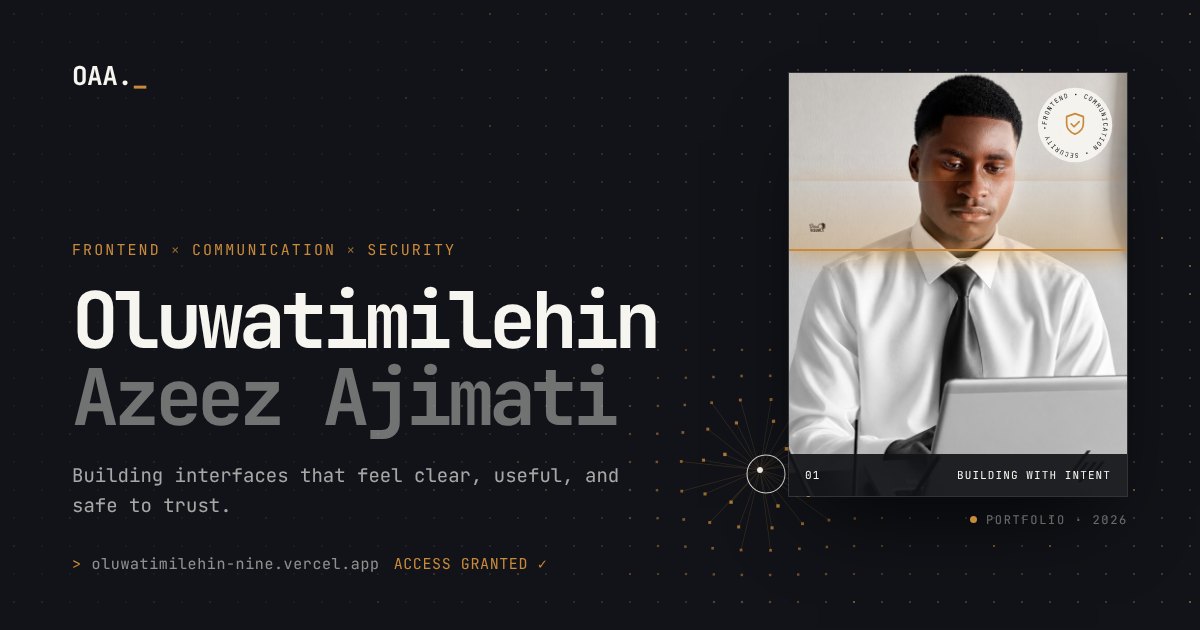 OAA._
FRONTEND • COMMUNICATION • SECURITY •
FRONTEND × COMMUNICATION × SECURITY
Oluwatimilehin
Azeez Ajimati
Building interfaces that feel clear, useful, and
safe to trust.
01 BUILDING WITH INTENT
PORTFOLIO · 2026
> oluwatimilehin-nine.vercel.app ACCESS GRANTED ✓